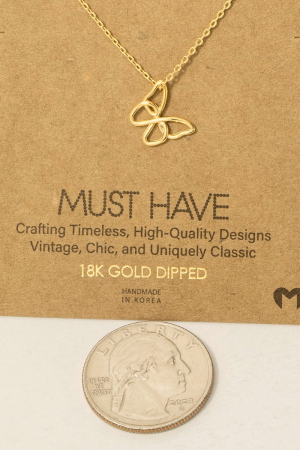 MUST HAVE
Crafting Timeless, High-Quality Designs
Vintage, Chic, and Uniquely Classic
18K GOLD DIPPED
HANDMADE
IN KOREA
LIBERTY